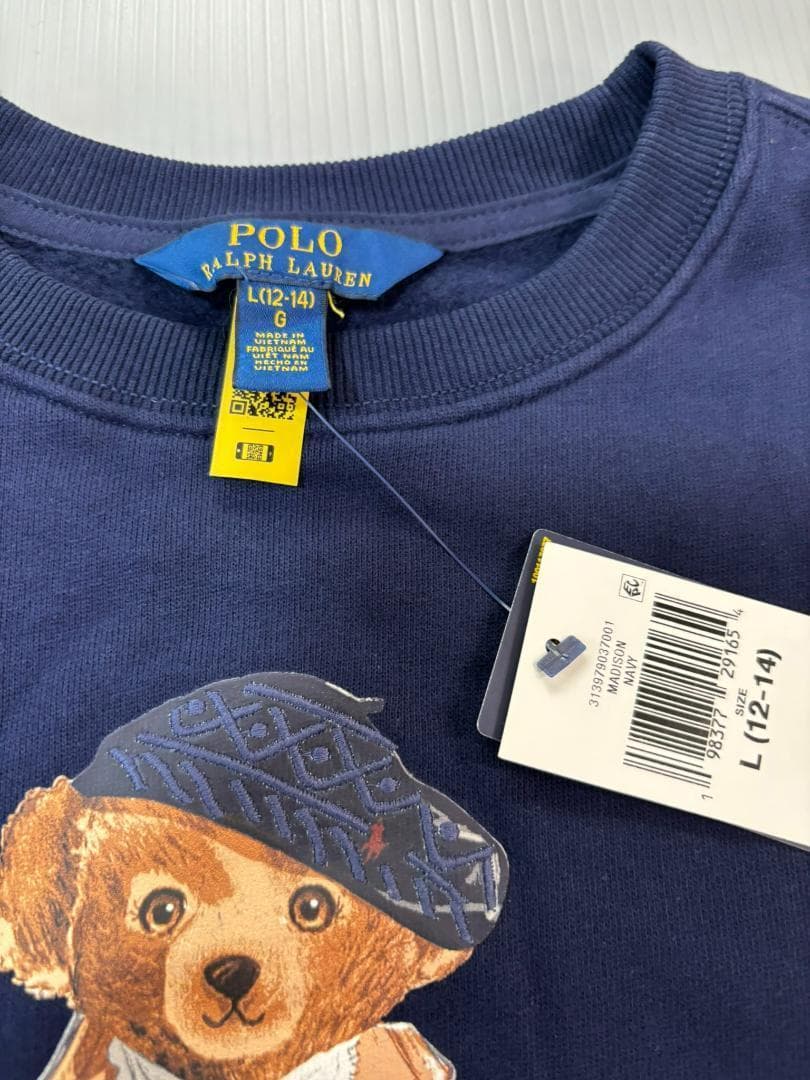 POLO
RALPH LAUREN
L(12-14)
G
MADE IN
VIETNAM
FABRIQUÉ AU
VIÊT NAM
HECHO EN
VIETNAM
313979037001
MADISON
NAVY
1 98377 29165 4
SIZE
L (12-14)